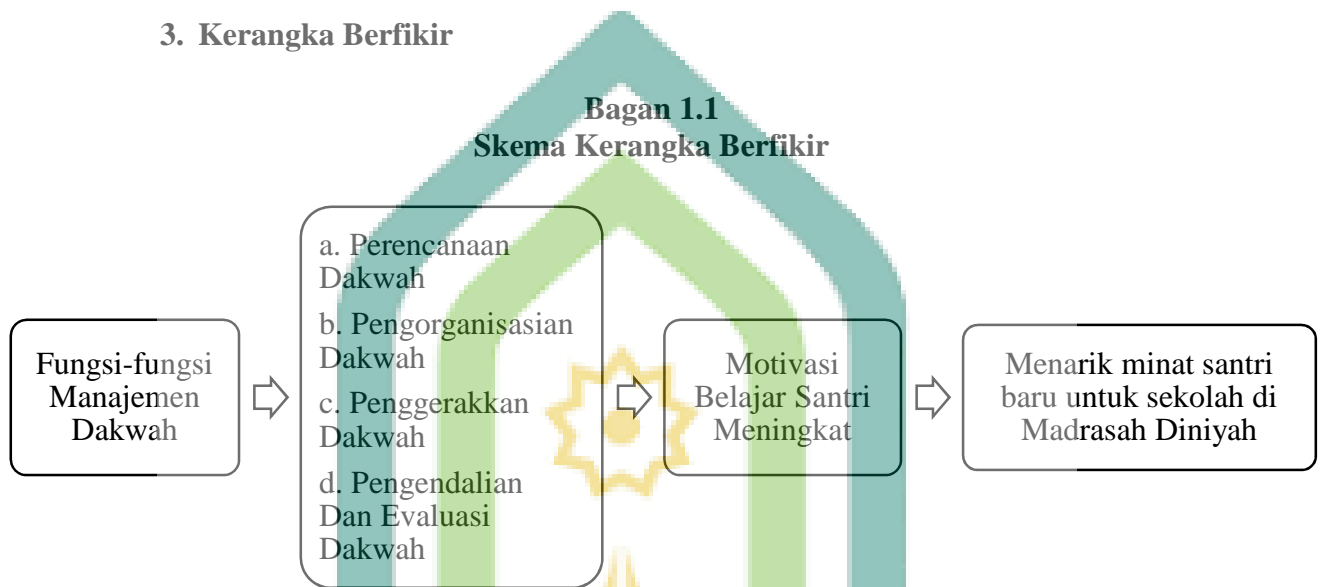 3. Kerangka Berfikir
Bagan 1.1
Skema Kerangka Berfikir
Fungsi-fungsi
Manajemen
Dakwah
a. Perencanaan
Dakwah
b. Pengorganisasian
Dakwah
c. Penggerakkan
Dakwah
d. Pengendalian
Dan Evaluasi
Dakwah
Motivasi
Belajar Santri
Meningkat
Menarik minat santri
baru untuk sekolah di
Madrasah Diniyah